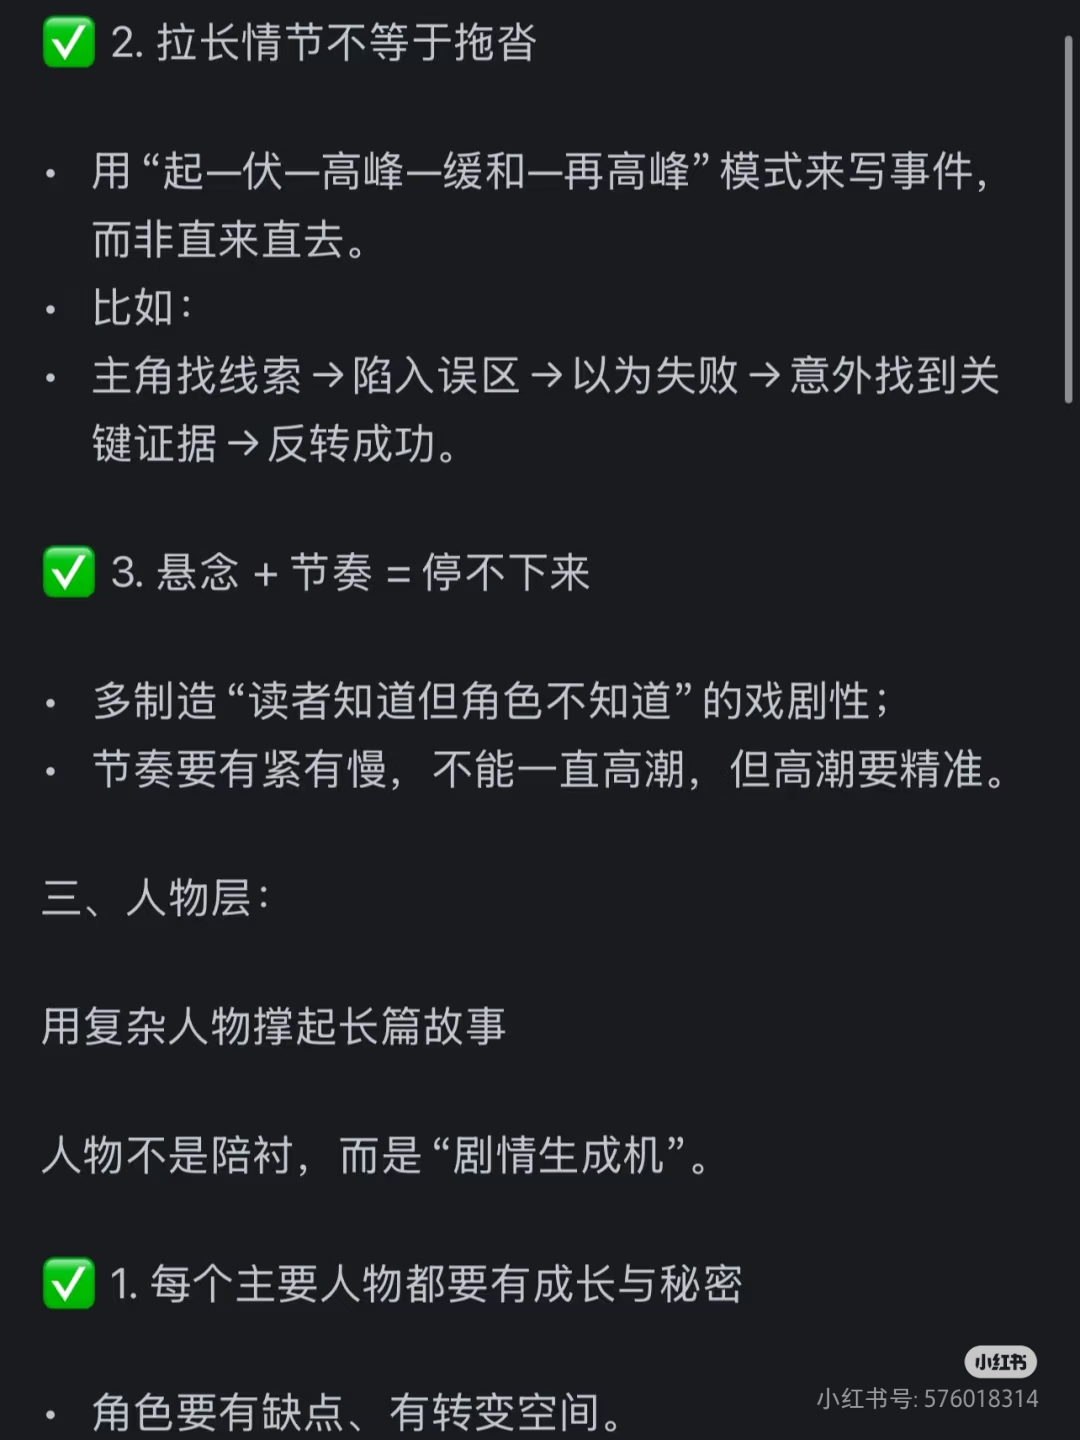 ✅ 2. 拉长情节不等于拖沓
• 用“起—伏—高峰—缓和—再高峰”模式来写事件，
而非直来直去。
• 比如：
• 主角找线索→陷入误区→以为失败→意外找到关
键证据→反转成功。
✅ 3. 悬念 + 节奏 = 停不下来
• 多制造“读者知道但角色不知道”的戏剧性；
• 节奏要有紧有慢，不能一直高潮，但高潮要精准。
三、人物层：
用复杂人物撑起长篇故事
人物不是陪衬，而是“剧情生成机”。
✅ 1. 每个主要人物都要有成长与秘密
• 角色要有缺点、有转变空间。
小红书
小红书号: 576018314